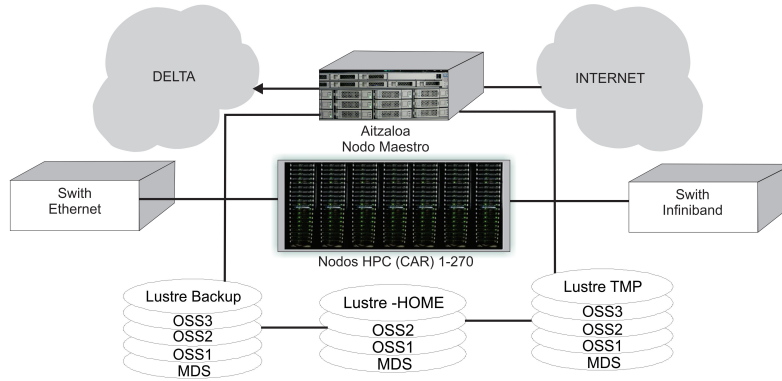 DELTA
INTERNET
Aitzaloa
Nodo Maestro
Swith
Ethernet
Swith
Infiniband
Nodos HPC (CAR) 1-270
Lustre Backup
OSS3
OSS2
OSS1
MDS
Lustre -HOME
OSS2
OSS1
MDS
Lustre TMP
OSS3
OSS2
OSS1
MDS